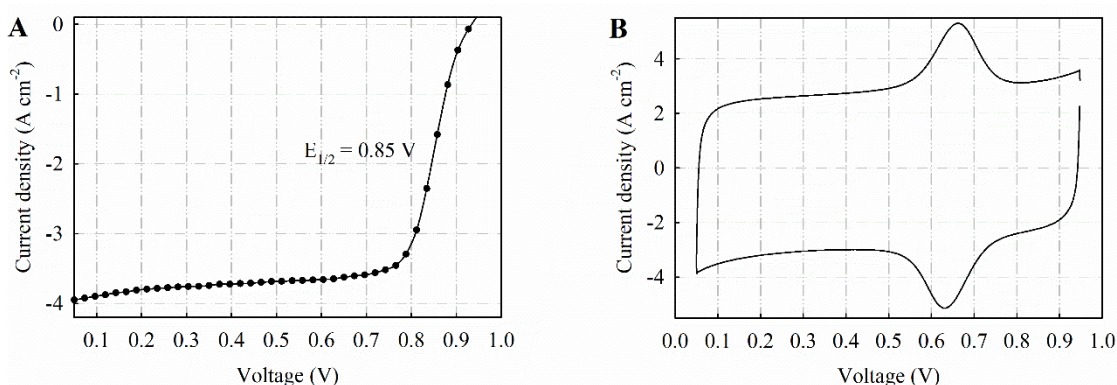 A
0
-1
-2
-3
-4
Current density (A cm⁻²)
E₁/₂ = 0.85 V
0.1 0.2 0.3 0.4 0.5 0.6 0.7 0.8 0.9 1.0
Voltage (V)
B
4
2
0
-2
-4
Current density (A cm⁻²)
0.0 0.1 0.2 0.3 0.4 0.5 0.6 0.7 0.8 0.9 1.0
Voltage (V)